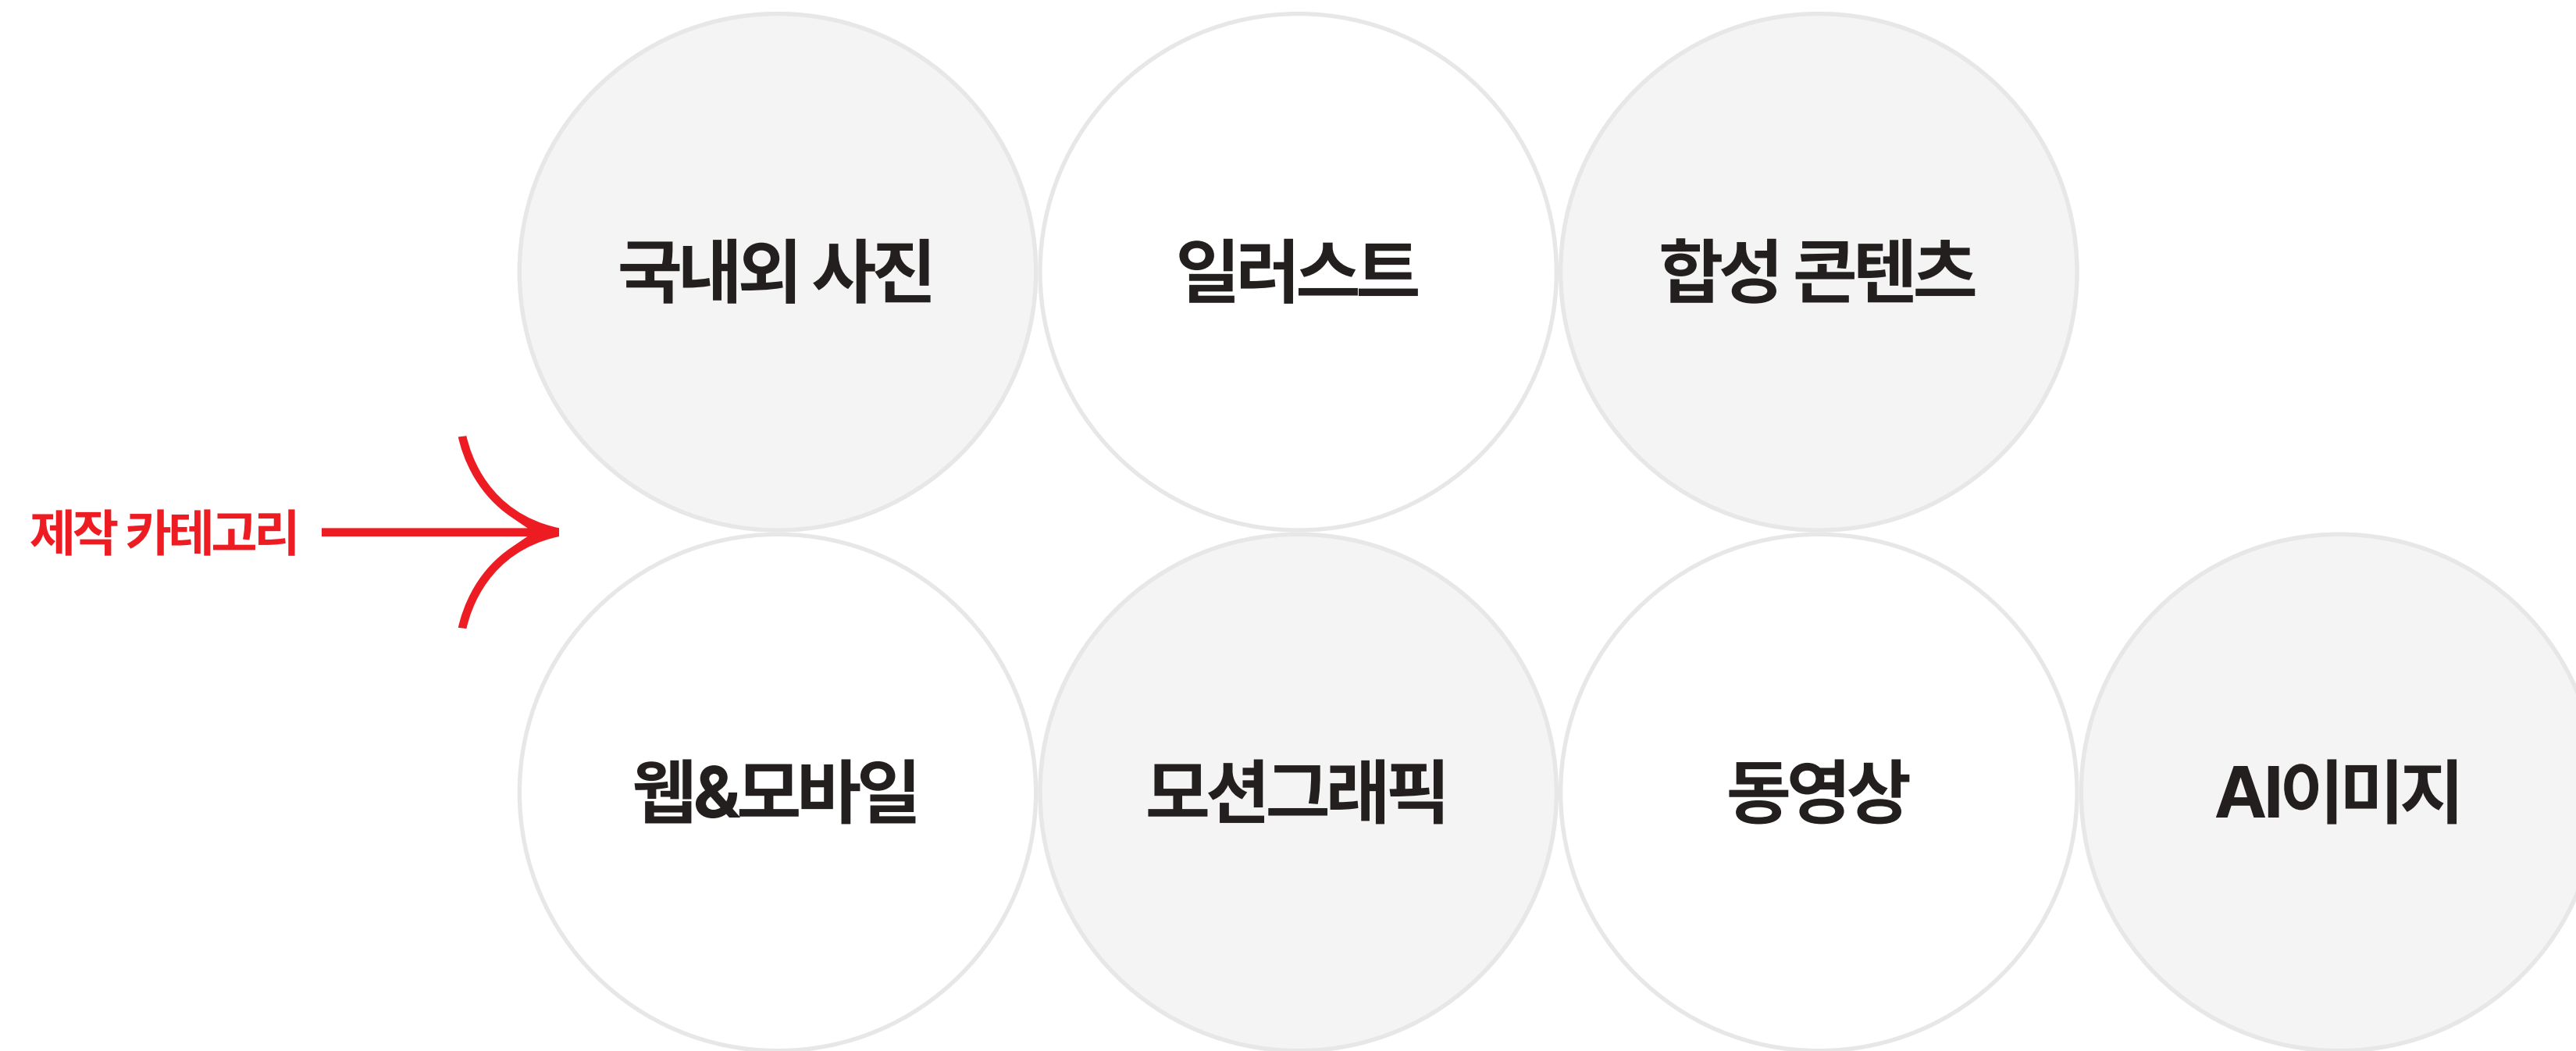 국내외 사진
일러스트
합성 콘텐츠
제작 카테고리
웹&모바일
모션그래픽
동영상
AI이미지